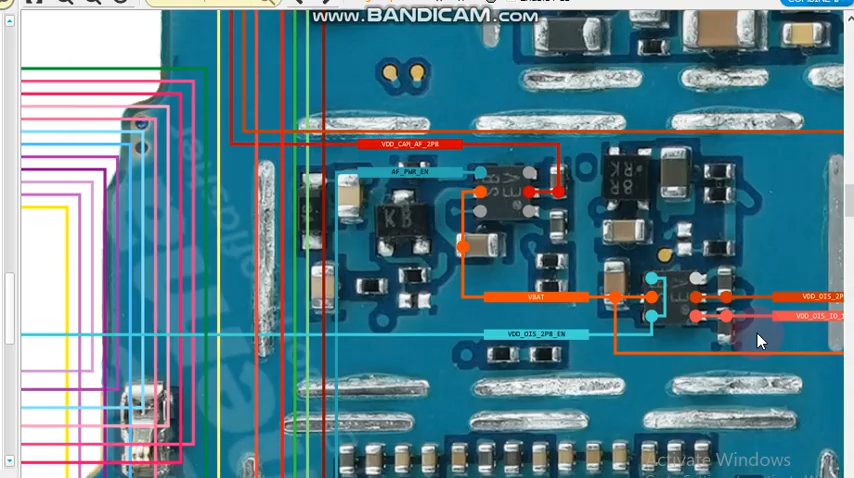 WWW.BANDICAM.COM
VDD_CAM_AF_2P8
AF_PWR_EN
KB
VBAT
VDD_OIS_2P
VDD_OIS_IO_1
VDD_OIS_2P8_EN
Activate Windows